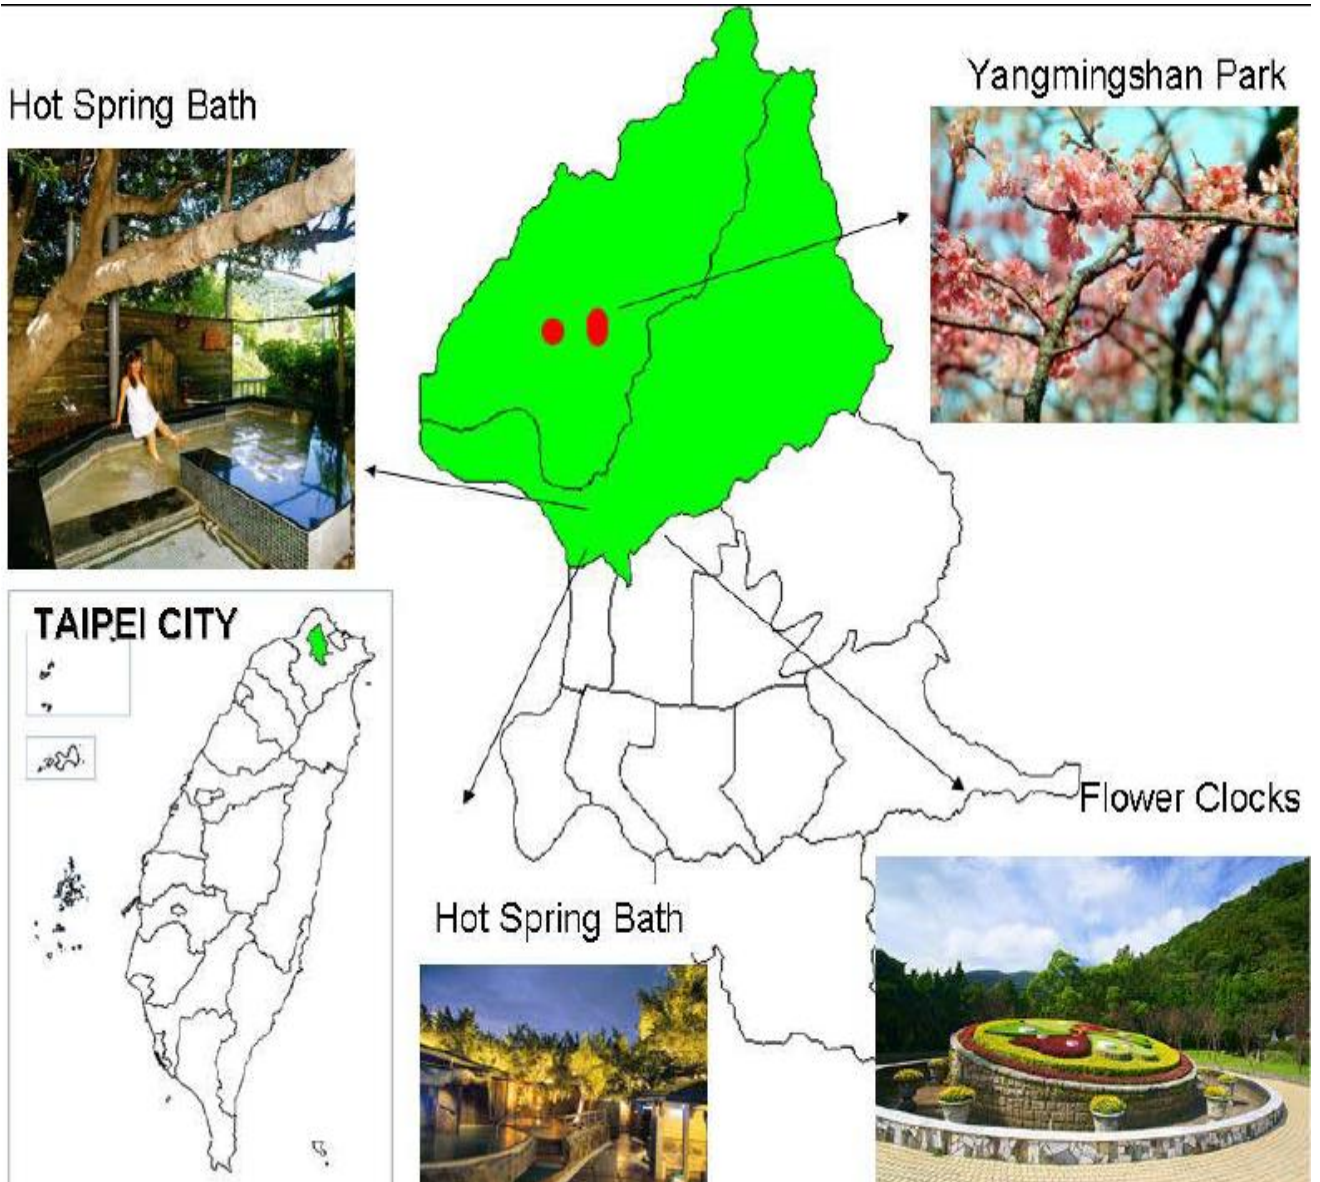 Yangmingshan Park
Hot Spring Bath
TAIPEI CITY
Flower Clocks
Hot Spring Bath